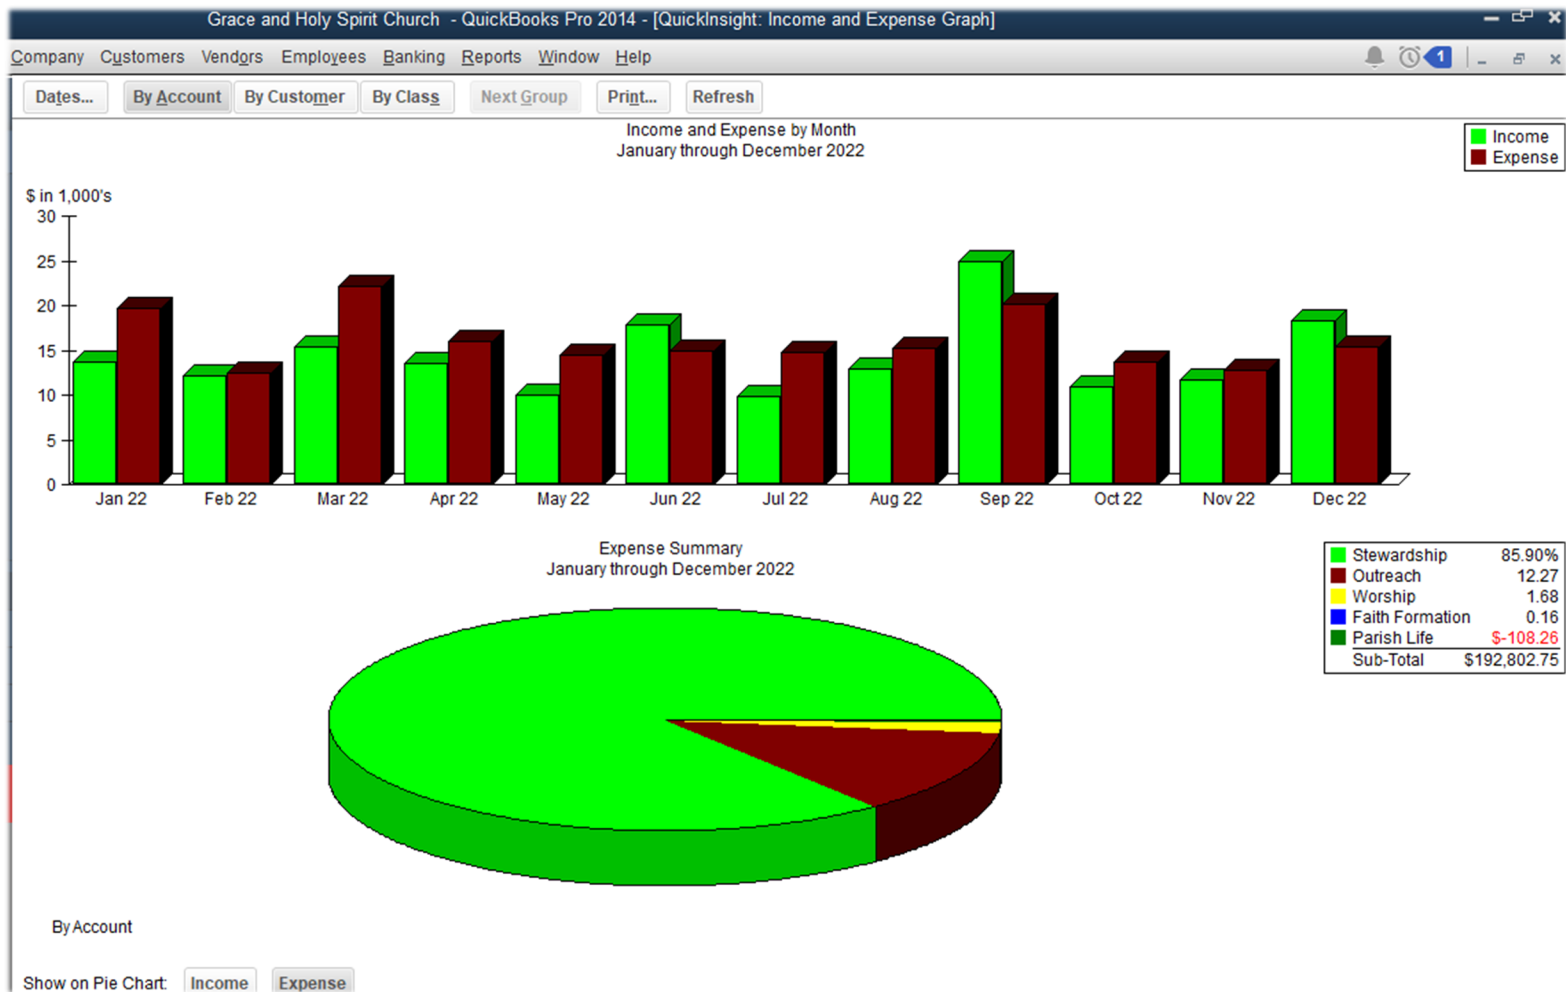 Grace and Holy Spirit Church - QuickBooks Pro 2014 - [QuickInsight: Income and Expense Graph]
Company Customers Vendors Employees Banking Reports Window Help 1
Dates... By Account By Customer By Class Next Group Print... Refresh
Income and Expense by Month
January through December 2022
Income
Expense
$ in 1,000's
30
25
20
15
10
5
0
Jan 22 Feb 22 Mar 22 Apr 22 May 22 Jun 22 Jul 22 Aug 22 Sep 22 Oct 22 Nov 22 Dec 22
Expense Summary
January through December 2022
Stewardship 85.90%
Outreach 12.27
Worship 1.68
Faith Formation 0.16
Parish Life $-108.26
Sub-Total $192,802.75
By Account
Show on Pie Chart: Income Expense